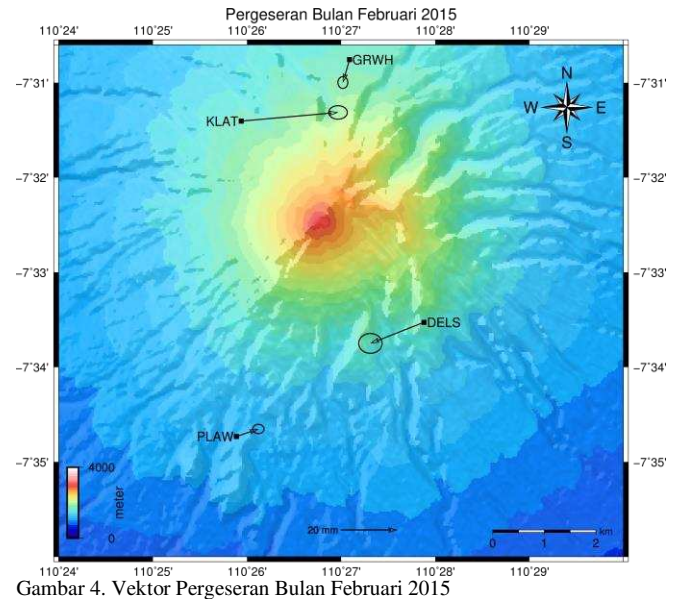 Pergeseran Bulan Februari 2015
110˚24' 110˚25' 110˚26' 110˚27' 110˚28' 110˚29'
−7˚31'
−7˚32'
−7˚33'
−7˚34'
−7˚35'
GRWH
KLAT
N
W E
S
DELS
PLAW
4000
meter
0
20 mm
km
0 1 2
−7˚31'
−7˚32'
−7˚33'
−7˚34'
−7˚35'
110˚24' 110˚25' 110˚26' 110˚27' 110˚28' 110˚29'
Gambar 4. Vektor Pergeseran Bulan Februari 2015